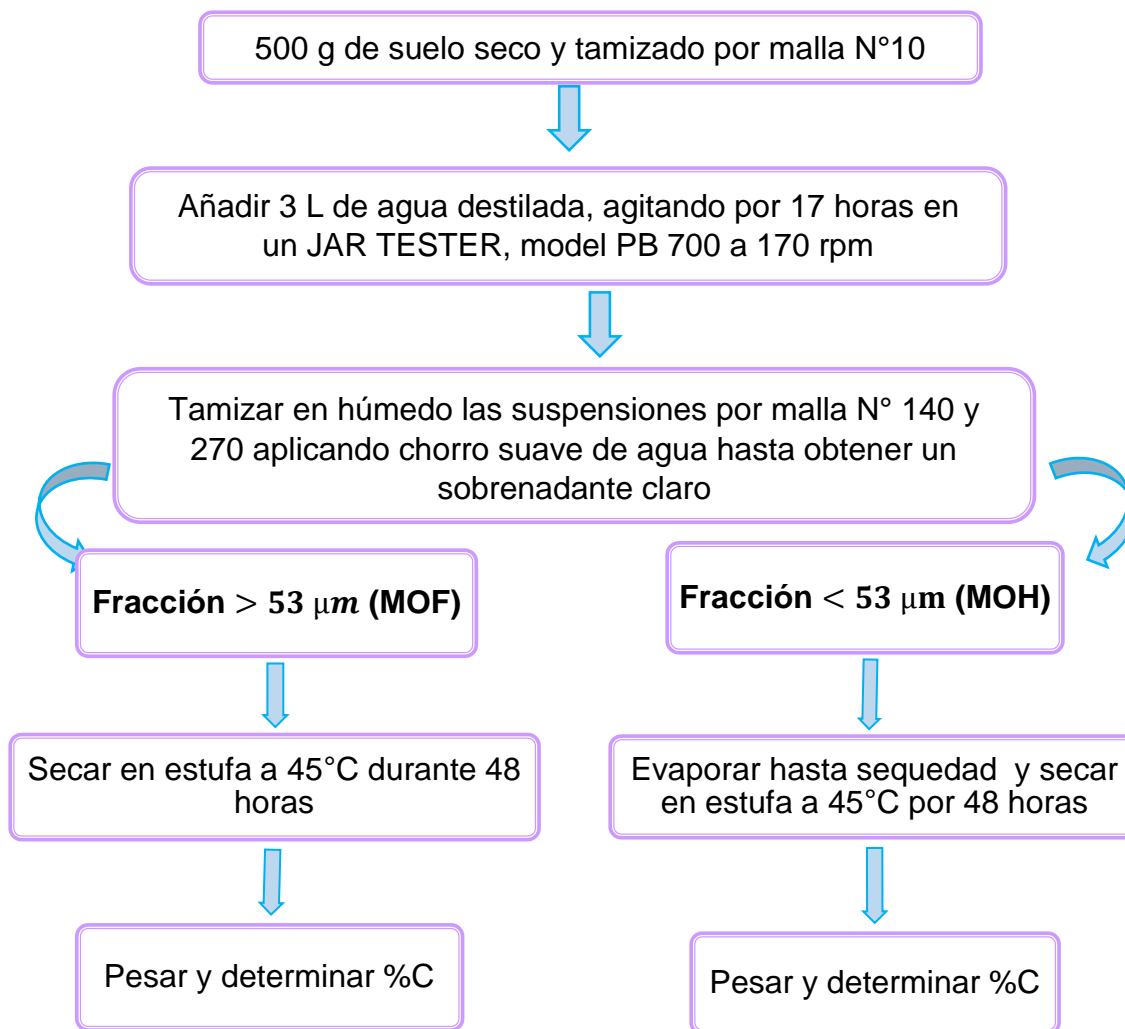 500 g de suelo seco y tamizado por malla N°10
Añadir 3 L de agua destilada, agitando por 17 horas en
un JAR TESTER, model PB 700 a 170 rpm
Tamizar en húmedo las suspensiones por malla N° 140 y
270 aplicando chorro suave de agua hasta obtener un
sobrenadante claro
Fracción > 53 μm (MOF)
Fracción < 53 μm (MOH)
Secar en estufa a 45°C durante 48
horas
Evaporar hasta sequedad y secar
en estufa a 45°C por 48 horas
Pesar y determinar %C
Pesar y determinar %C